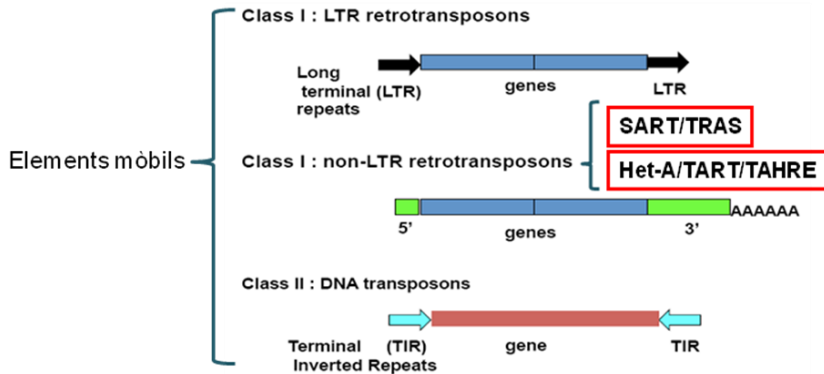 Class I : LTR retrotransposons
Long
terminal (LTR)
repeats
genes
LTR
SART/TRAS
Elements mòbils
Class I : non-LTR retrotransposons
Het-A/TART/TAHRE
AAAAAA
5'
genes
3'
Class II : DNA transposons
Terminal (TIR)
Inverted Repeats
gene
TIR